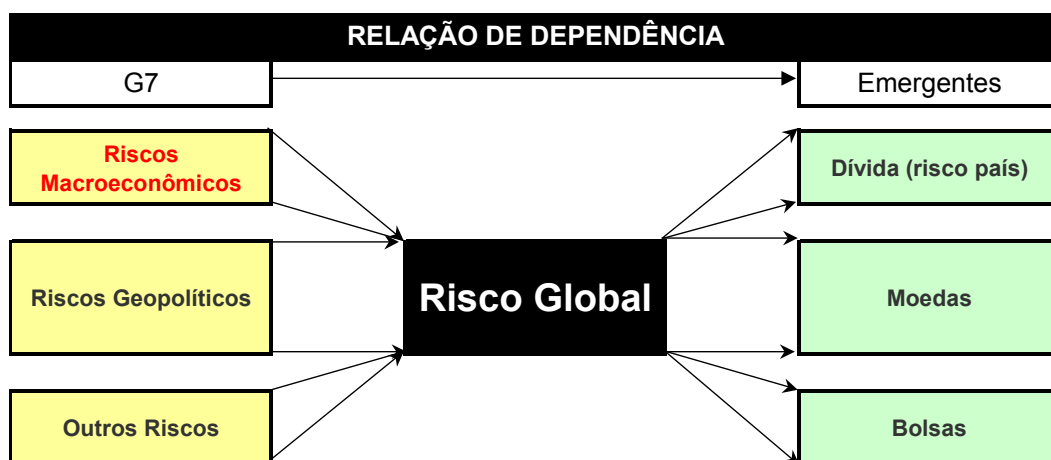 RELAÇÃO DE DEPENDÊNCIA
G7
Emergentes
Riscos
Macroeconômicos
Dívida (risco país)
Riscos Geopolíticos
Risco Global
Moedas
Outros Riscos
Bolsas